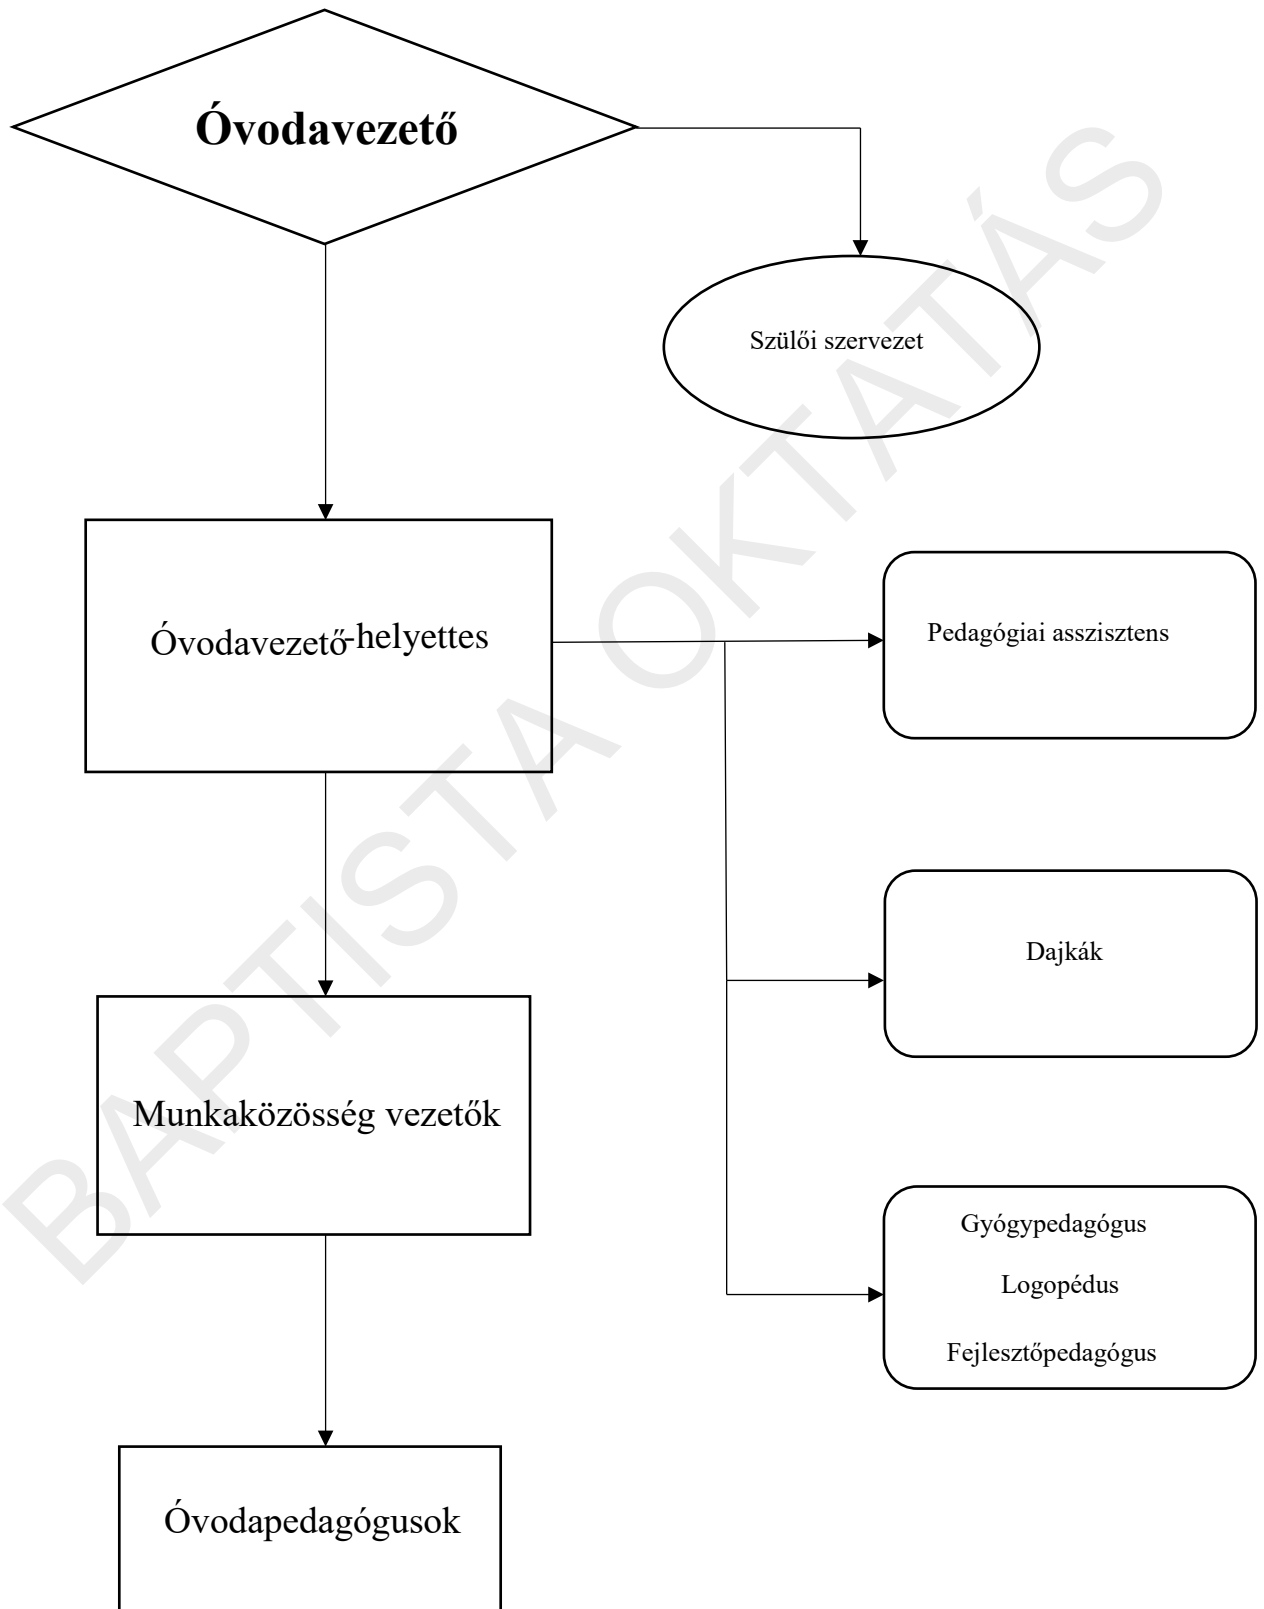 Óvodavezető
Szülői szervezet
Óvodavezető-helyettes
Pedagógiai asszisztens
Dajkák
Munkaközösség vezetők
Gyógypedagógus
Logopédus
Fejlesztőpedagógus
Óvodapedagógusok
BAPTISTA OKTATÁS